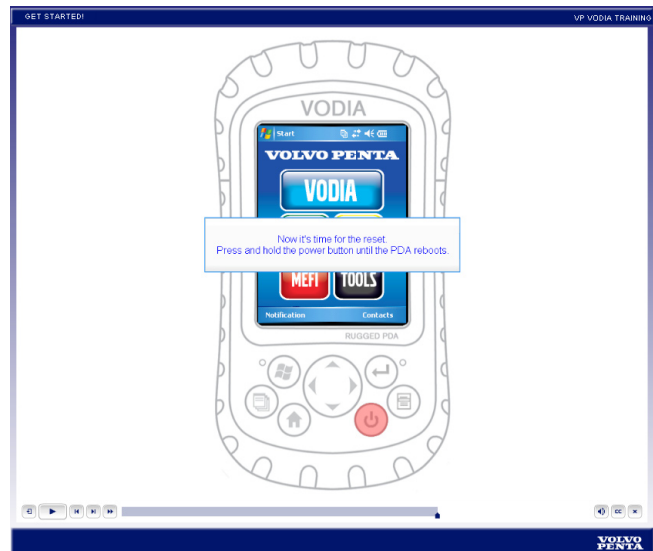 GET STARTED!
VP VODIA TRAINING
VODIA
Start
VOLVO PENTA
VODIA
Now it's time for the reset.
Press and hold the power button until the PDA reboots.
MEFI
TOOLS
Notification
Contacts
RUGGED PDA
CC
VOLVO
PENTA